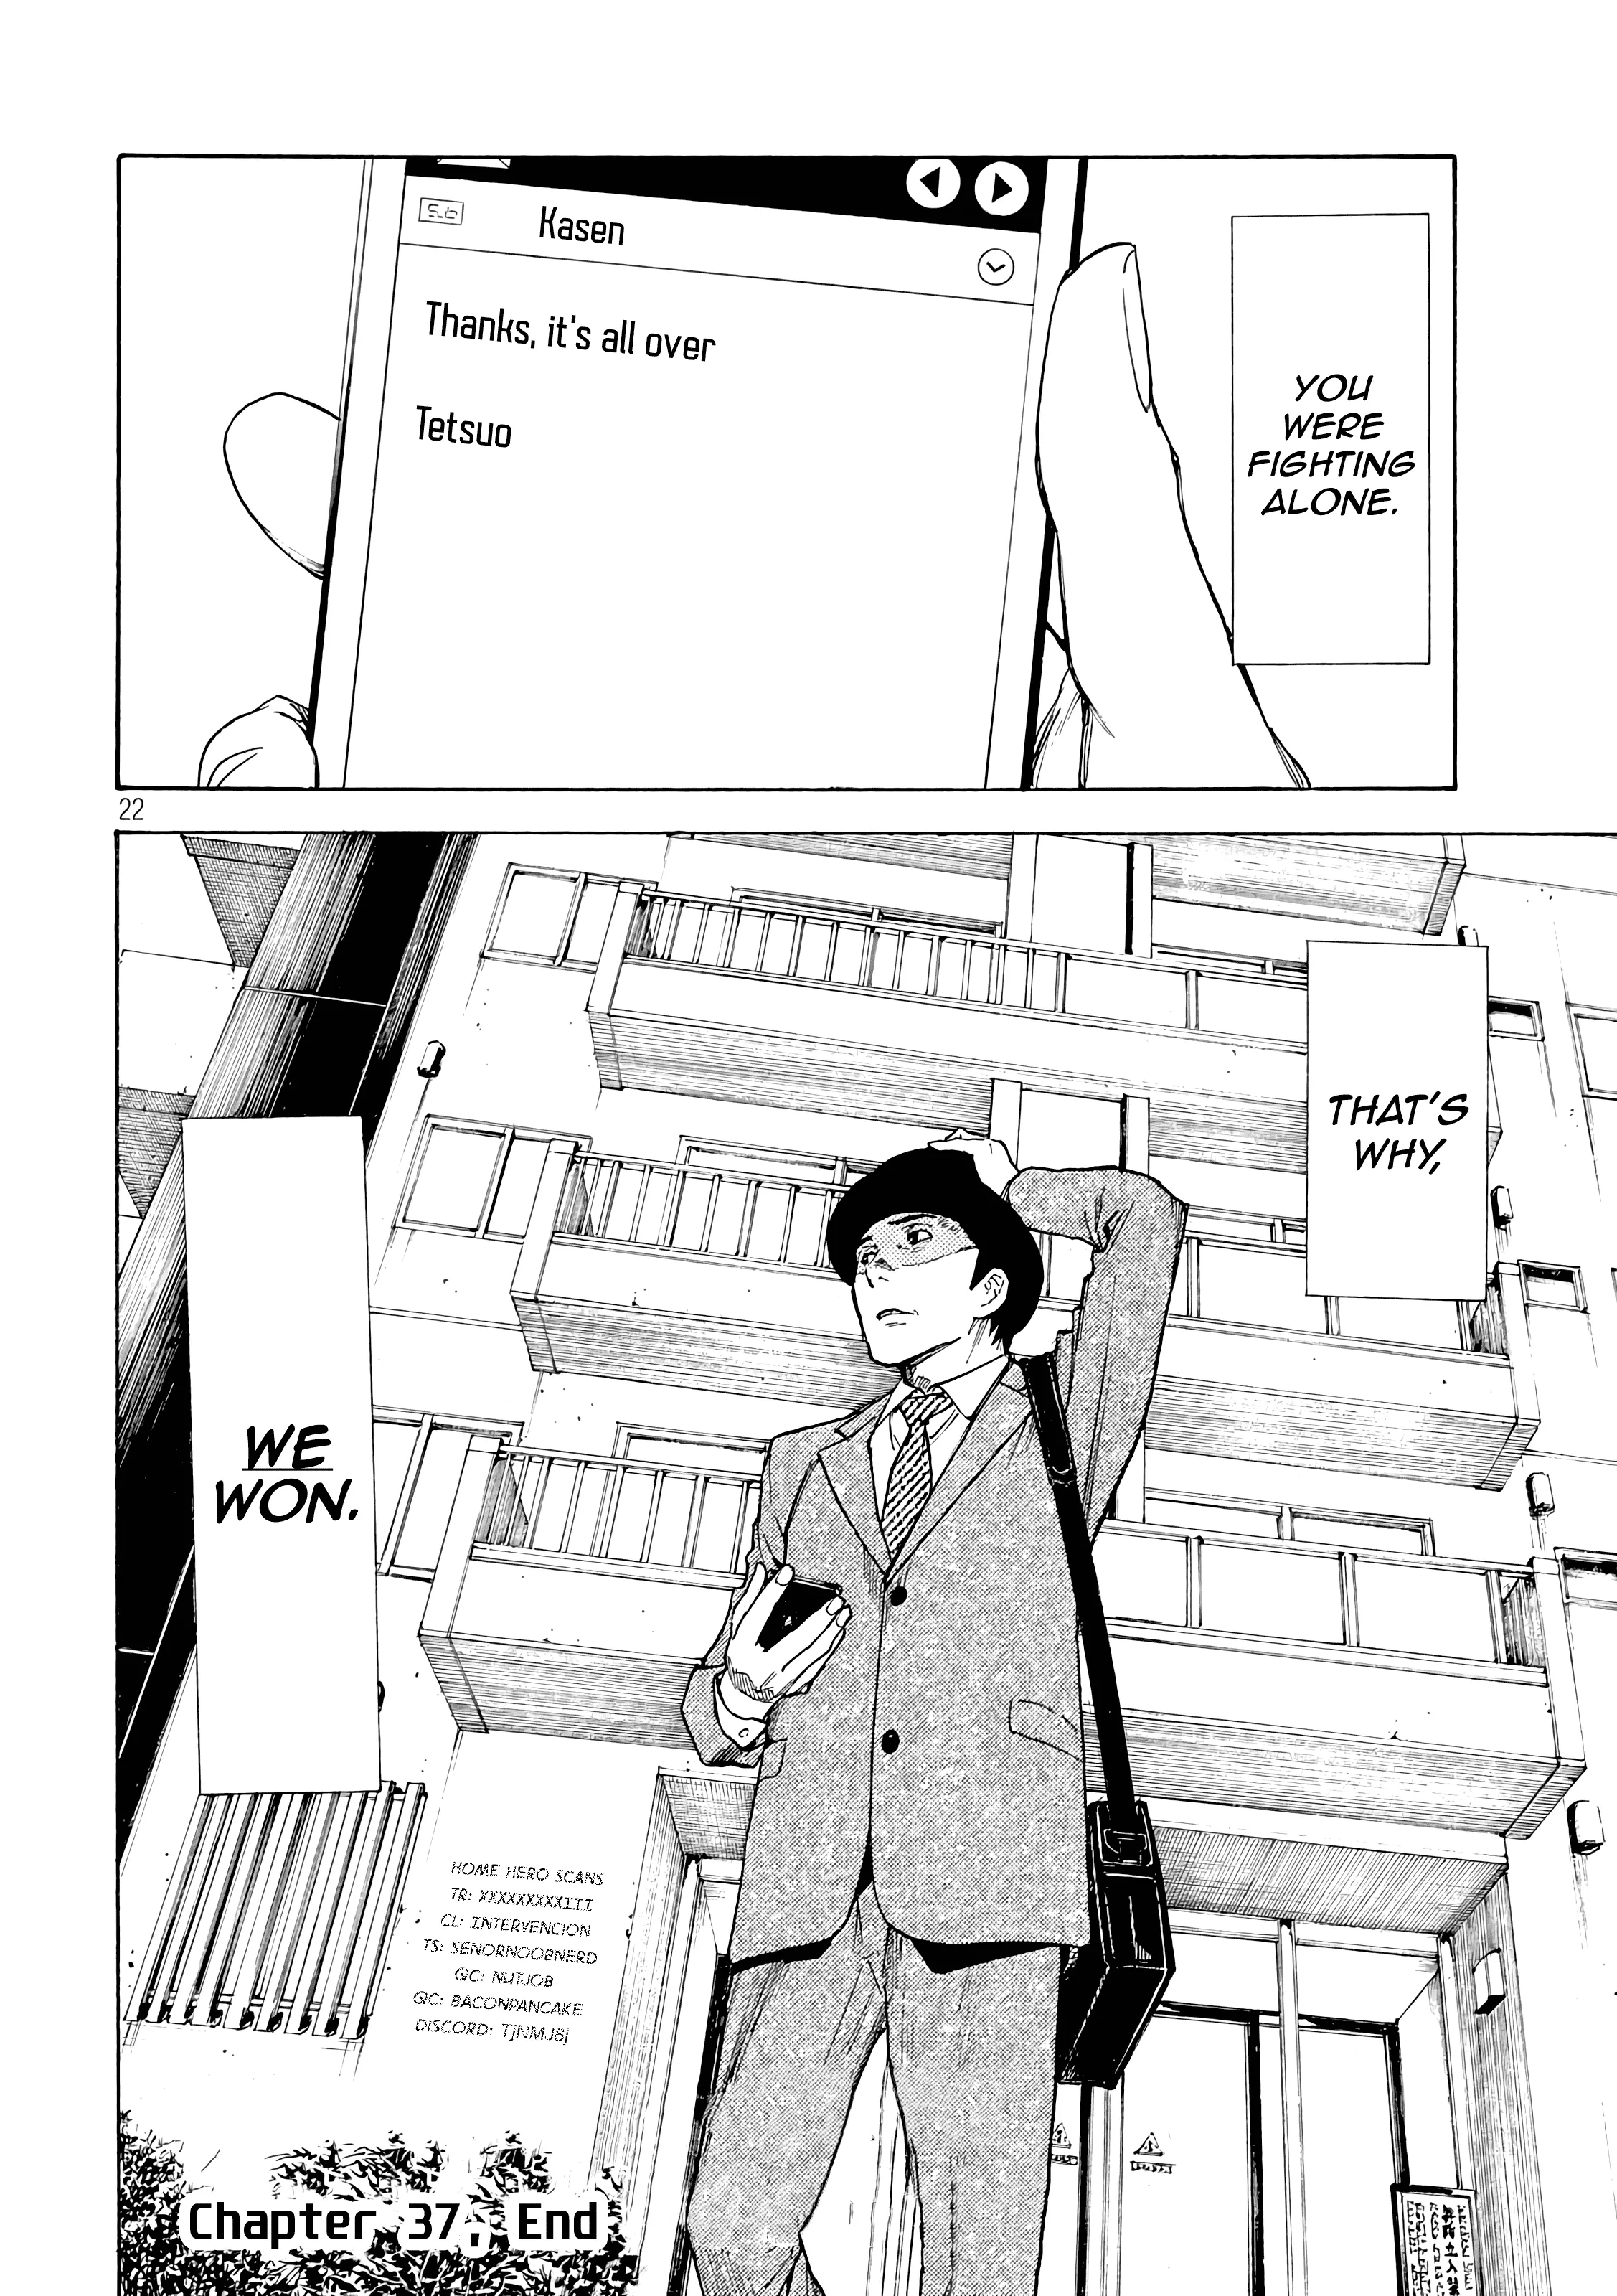 Kasen
Thanks, it's all over
Tetsuo
YOU
WERE
FIGHTING
ALONE.
22
THAT'S
WHY,
WE
WON.
HOME HERO SCANS
TR: XXXXXXXXXIII
CL: INTERVENCION
TS: SENORNOOBNERD
QC: NUTJOB
QC: BACONPANCAKE
DISCORD: TjNMJ8j
Chapter 37, End